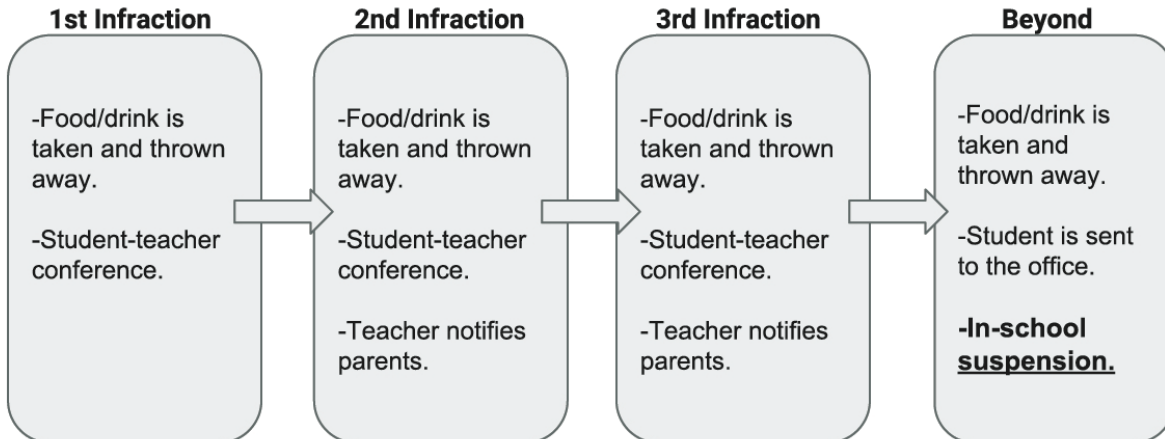 1st Infraction
-Food/drink is
taken and thrown
away.
-Student-teacher
conference.
2nd Infraction
-Food/drink is
taken and thrown
away.
-Student-teacher
conference.
-Teacher notifies
parents.
3rd Infraction
-Food/drink is
taken and thrown
away.
-Student-teacher
conference.
-Teacher notifies
parents.
Beyond
-Food/drink is
taken and
thrown away.
-Student is sent
to the office.
-In-school
suspension.